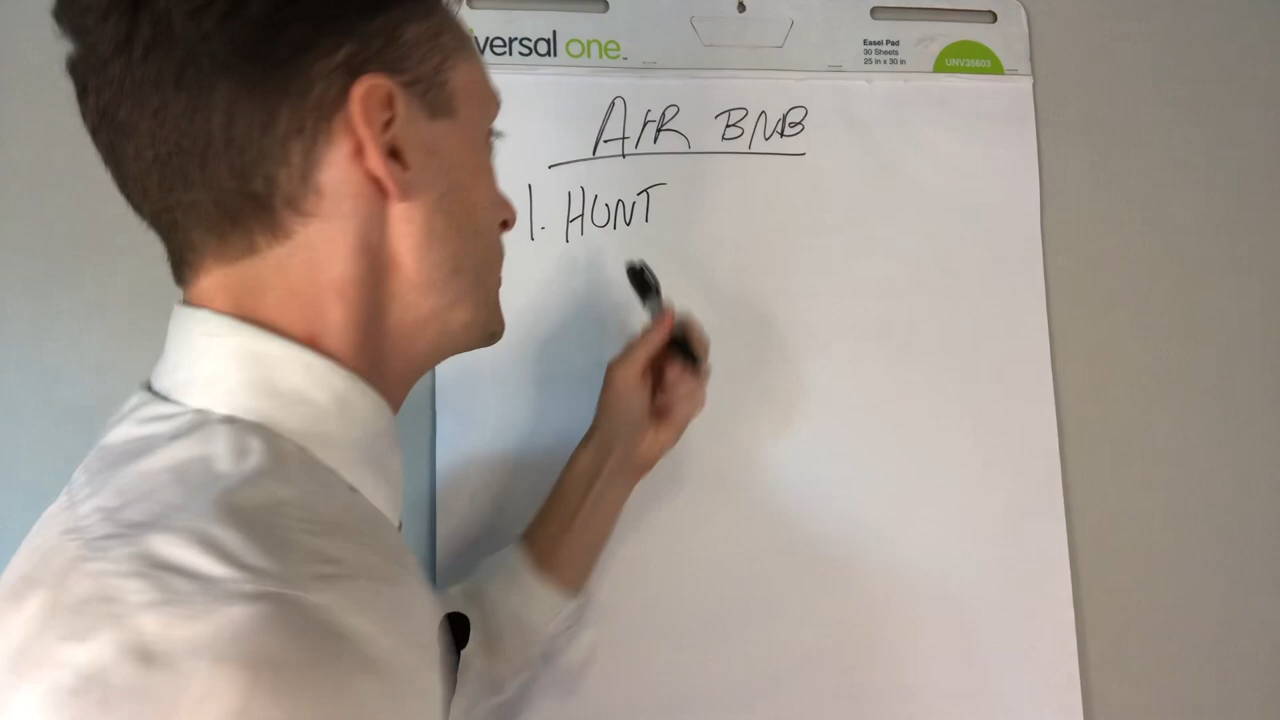 versal one
Easel Pad
30 Sheets
25 in x 30 in
UNV35603
AIR BNB
1. HUNT